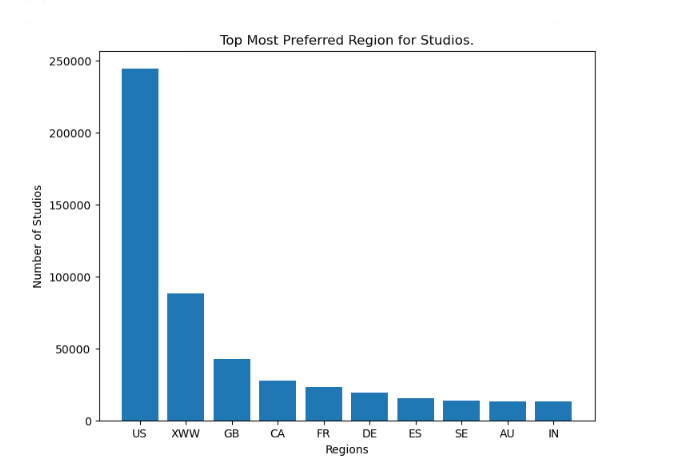 Top Most Preferred Region for Studios.
250000
200000
150000
100000
50000
0
Number of Studios
US XWW GB CA FR DE ES SE AU IN
Regions